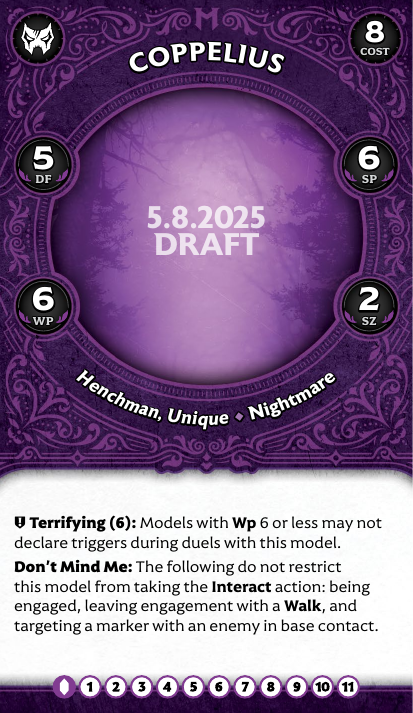 8
COST
COPPELIUS
5
DF
6
SP
5.8.2025
DRAFT
6
WP
2
SZ
Henchman, Unique ◆ Nightmare
Terrifying (6): Models with Wp 6 or less may not
declare triggers during duels with this model.
Don't Mind Me: The following do not restrict
this model from taking the Interact action: being
engaged, leaving engagement with a Walk, and
targeting a marker with an enemy in base contact.
1 2 3 4 5 6 7 8 9 10 11